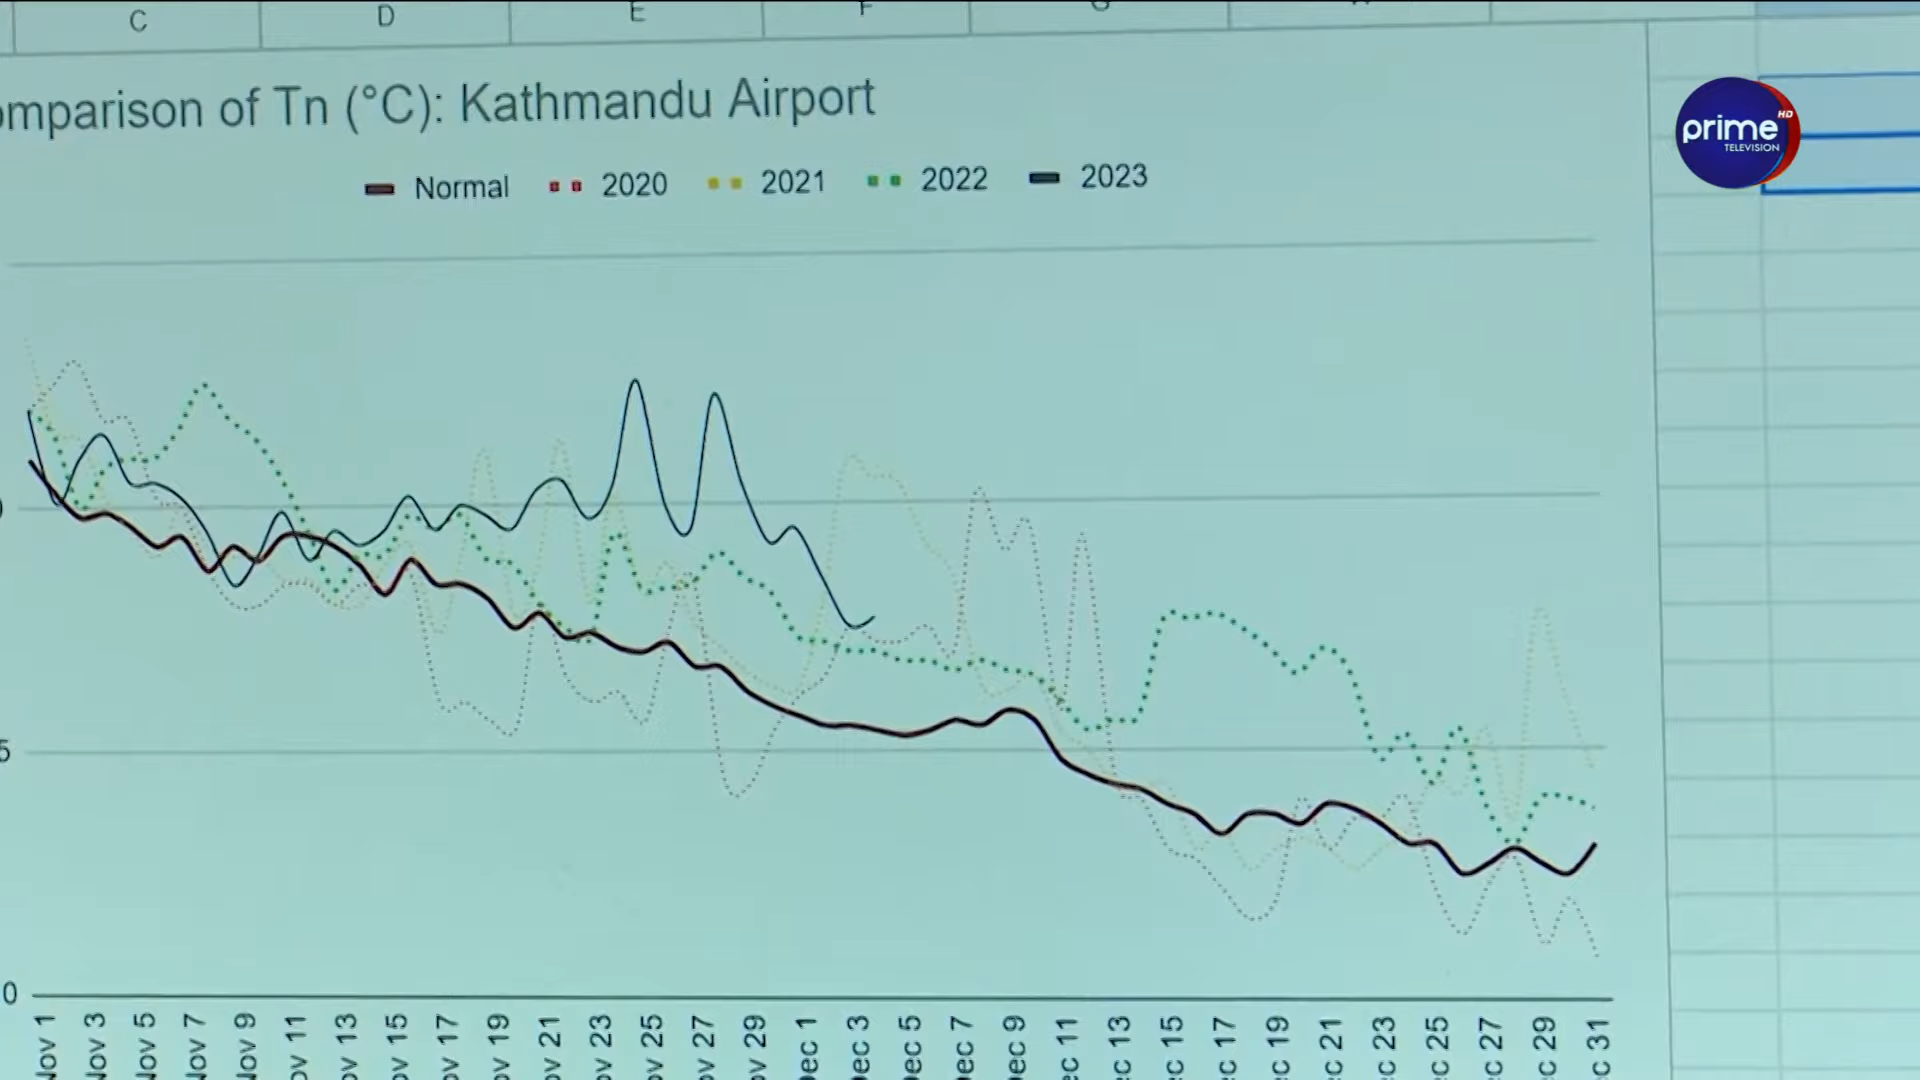 C D E F G
omparison of Tn (°C): Kathmandu Airport
prime HD
TELEVISION
Normal 2020 2021 2022 2023
5
0
Nov 1 Nov 3 Nov 5 Nov 7 Nov 9 ov 11 ov 13 ov 15 ov 17 ov 19 ov 21 ov 23 ov 25 ov 27 ov 29 Dec 1 Dec 3 Dec 5 Dec 7 Dec 9 ec 11 ec 13 ec 15 ec 17 ec 19 ec 21 ec 23 ec 25 ec 27 ec 29 c 31